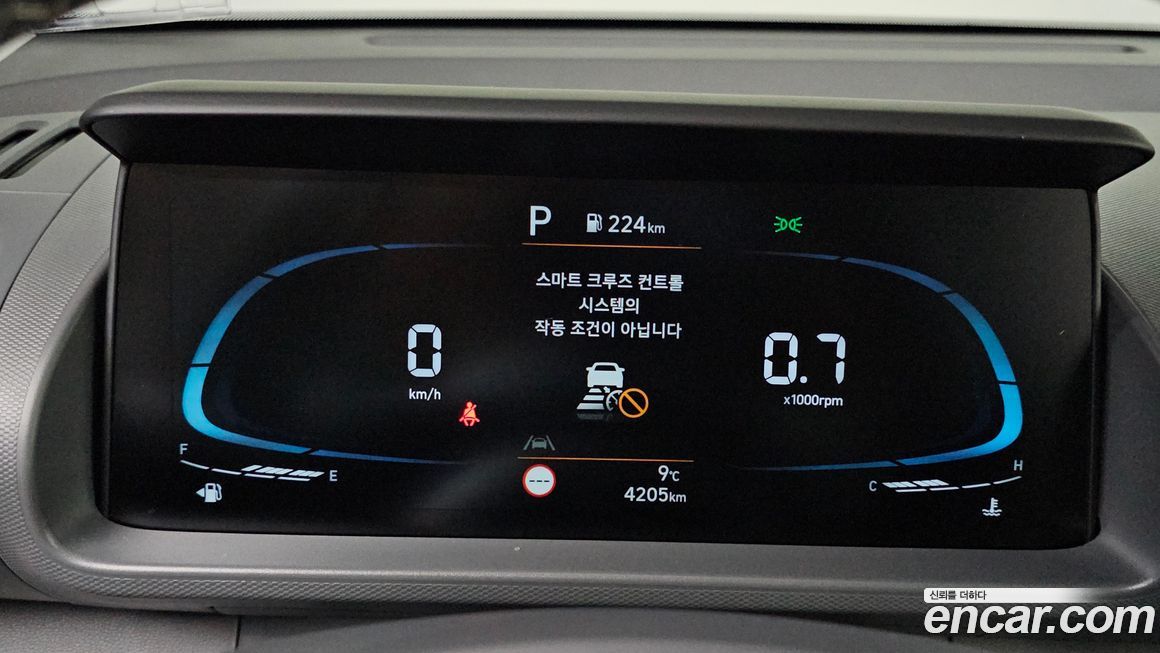 P 224km
스마트 크루즈 컨트롤
시스템의
작동 조건이 아닙니다
0
km/h
0.7
x1000rpm
F
E
---
9℃
4205km
C
H
신뢰를 더하다
encar.com